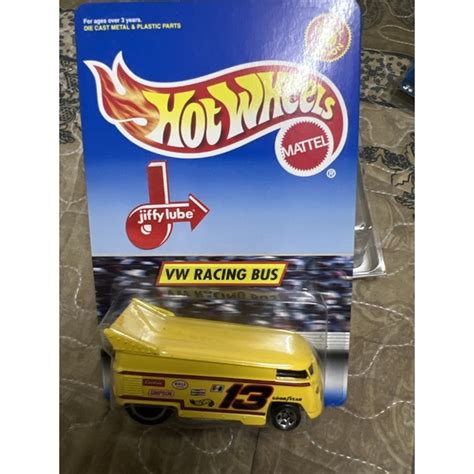 For ages over 3 years.
DIE CAST METAL & PLASTIC PARTS
HOT WHEELS
MATTEL
®
jiffy lube®
VW RACING BUS
13
GOODYEAR